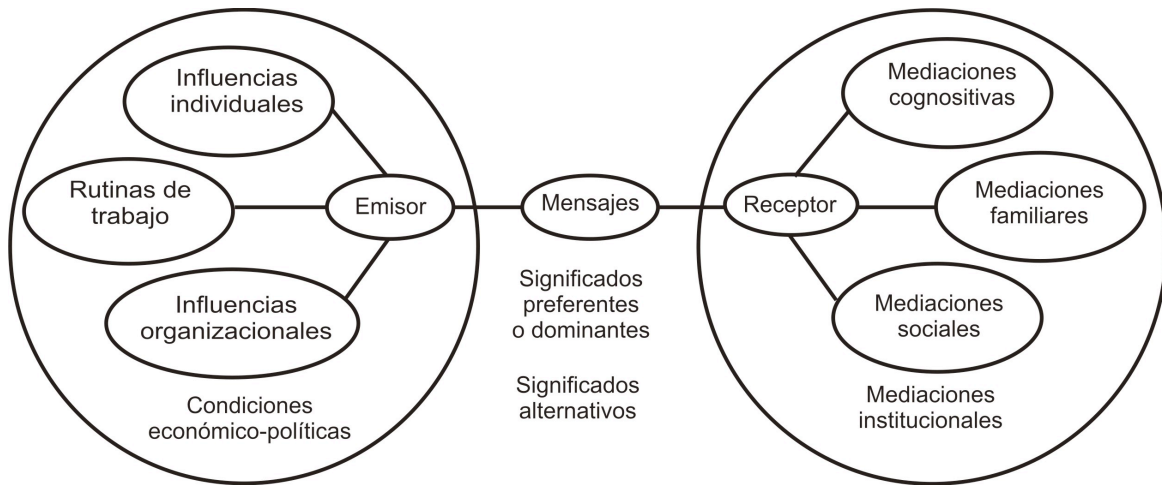 Influencias
individuales
Rutinas de
trabajo
Influencias
organizacionales
Condiciones
económico-políticas
Emisor
Mensajes
Significados
preferentes
o dominantes
Significados
alternativos
Receptor
Mediaciones
cognositivas
Mediaciones
familiares
Mediaciones
sociales
Mediaciones
institucionales